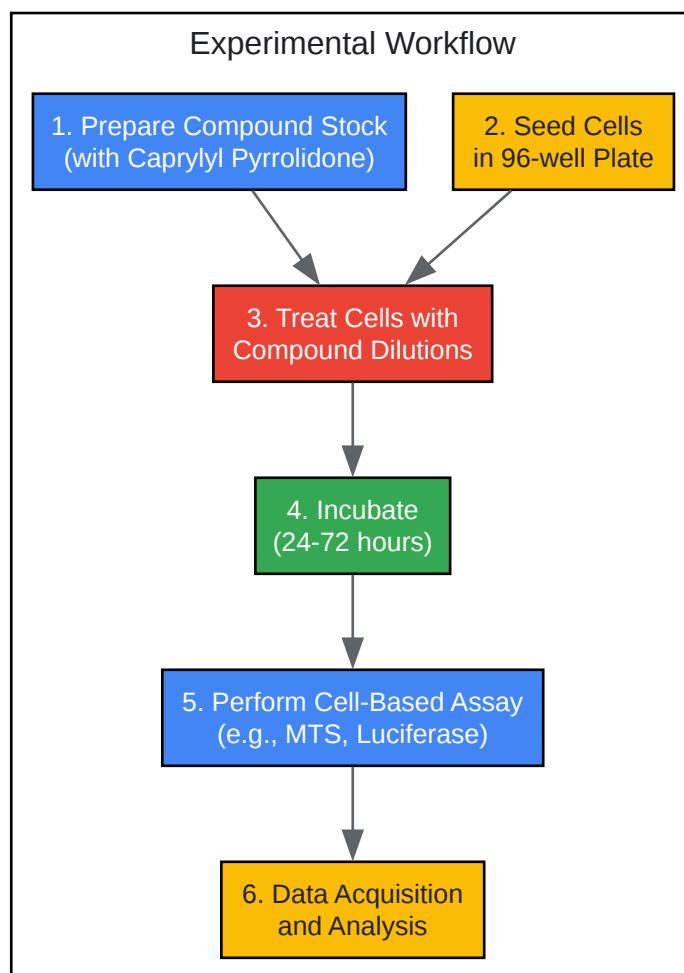 Experimental Workflow
1. Prepare Compound Stock
(with Caprylyl Pyrrolidone)
2. Seed Cells
in 96-well Plate
3. Treat Cells with
Compound Dilutions
4. Incubate
(24-72 hours)
5. Perform Cell-Based Assay
(e.g., MTS, Luciferase)
6. Data Acquisition
and Analysis